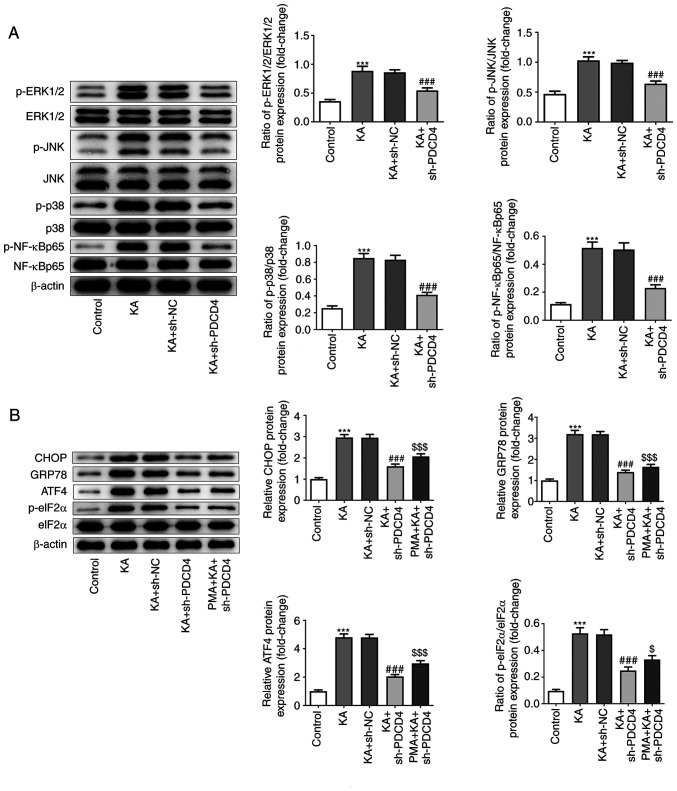 A
p-ERK1/2
ERK1/2
p-JNK
JNK
p-p38
p38
p-NF-κBp65
NF-κBp65
β-actin
Control
KA
KA+sh-NC
KA+sh-PDCD4
Ratio of p-ERK1/2/ERK1/2
protein expression (fold-change)
1.5
1.0
0.5
0.0
***
###
Control
KA
KA+sh-NC
KA+
sh-PDCD4
Ratio of p-JNK/JNK
protein expression (fold-change)
1.5
1.0
0.5
0.0
***
###
Control
KA
KA+sh-NC
KA+
sh-PDCD4
Ratio of p-p38/p38
protein expression (fold-change)
1.0
0.8
0.6
0.4
0.2
0.0
***
###
Control
KA
KA+sh-NC
KA+
sh-PDCD4
Ratio of p-NF-κBp65/NF-κBp65
protein expression (fold-change)
0.8
0.6
0.4
0.2
0.0
***
###
Control
KA
KA+sh-NC
KA+
sh-PDCD4
B
CHOP
GRP78
ATF4
p-eIF2α
eIF2α
β-actin
Control
KA
KA+sh-NC
KA+sh-PDCD4
PMA+KA+
sh-PDCD4
Relative CHOP protein
expression (fold-change)
4
3
2
1
0
***
###
$$$
Control
KA
KA+sh-NC
KA+
sh-PDCD4
PMA+KA+
sh-PDCD4
Relative GRP78 protein
expression (fold-change)
4
3
2
1
0
***
###
$$$
Control
KA
KA+sh-NC
KA+
sh-PDCD4
PMA+KA+
sh-PDCD4
Relative ATF4 protein
expression (fold-change)
6
4
2
0
***
###
$$$
Control
KA
KA+sh-NC
KA+
sh-PDCD4
PMA+KA+
sh-PDCD4
Ratio of p-eIF2α/eIF2α
protein expression (fold-change)
0.6
0.4
0.2
0.0
***
###
$
Control
KA
KA+sh-NC
KA+
sh-PDCD4
PMA+KA+
sh-PDCD4